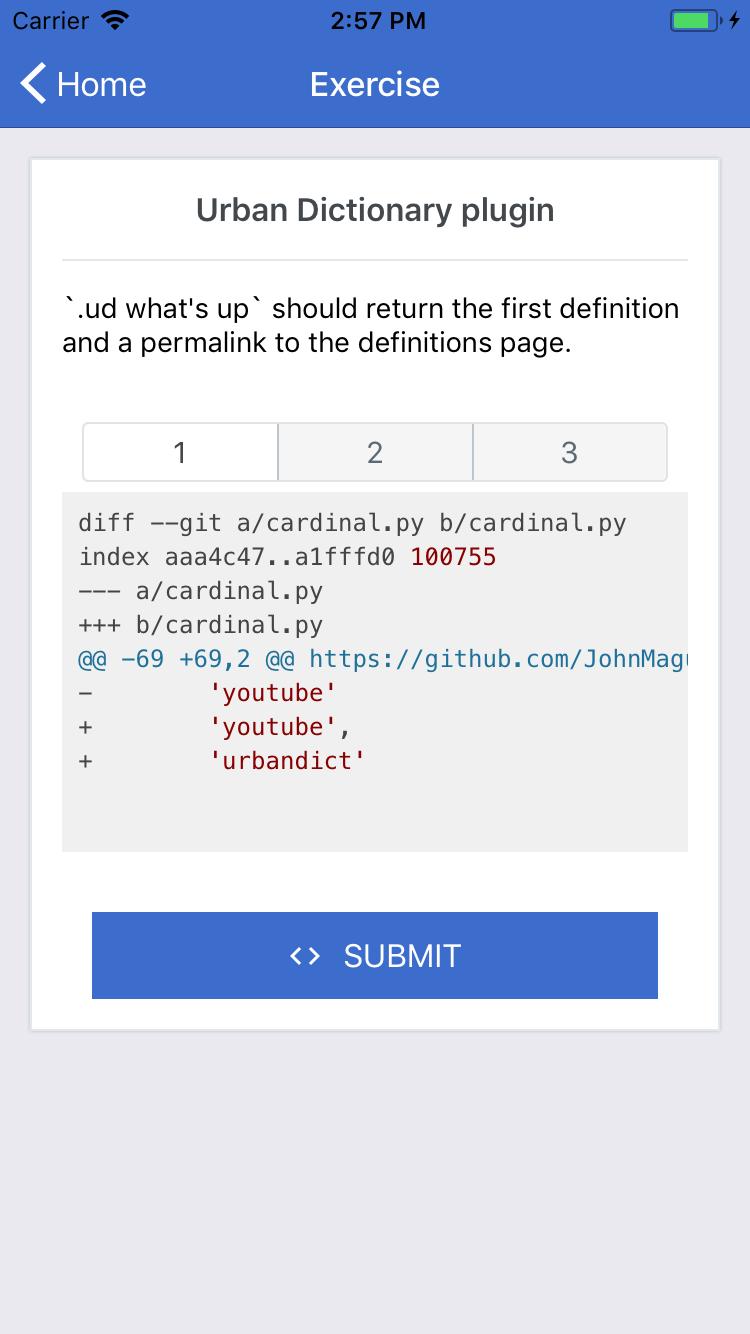 Carrier 2:57 PM
Home Exercise
Urban Dictionary plugin
`.ud what's up` should return the first definition
and a permalink to the definitions page.
1 2 3
diff --git a/cardinal.py b/cardinal.py
index aaa4c47..a1fffd0 100755
--- a/cardinal.py
+++ b/cardinal.py
@@ -69 +69,2 @@ https://github.com/JohnMag
- 'youtube'
+ 'youtube',
+ 'urbandict'
<> SUBMIT